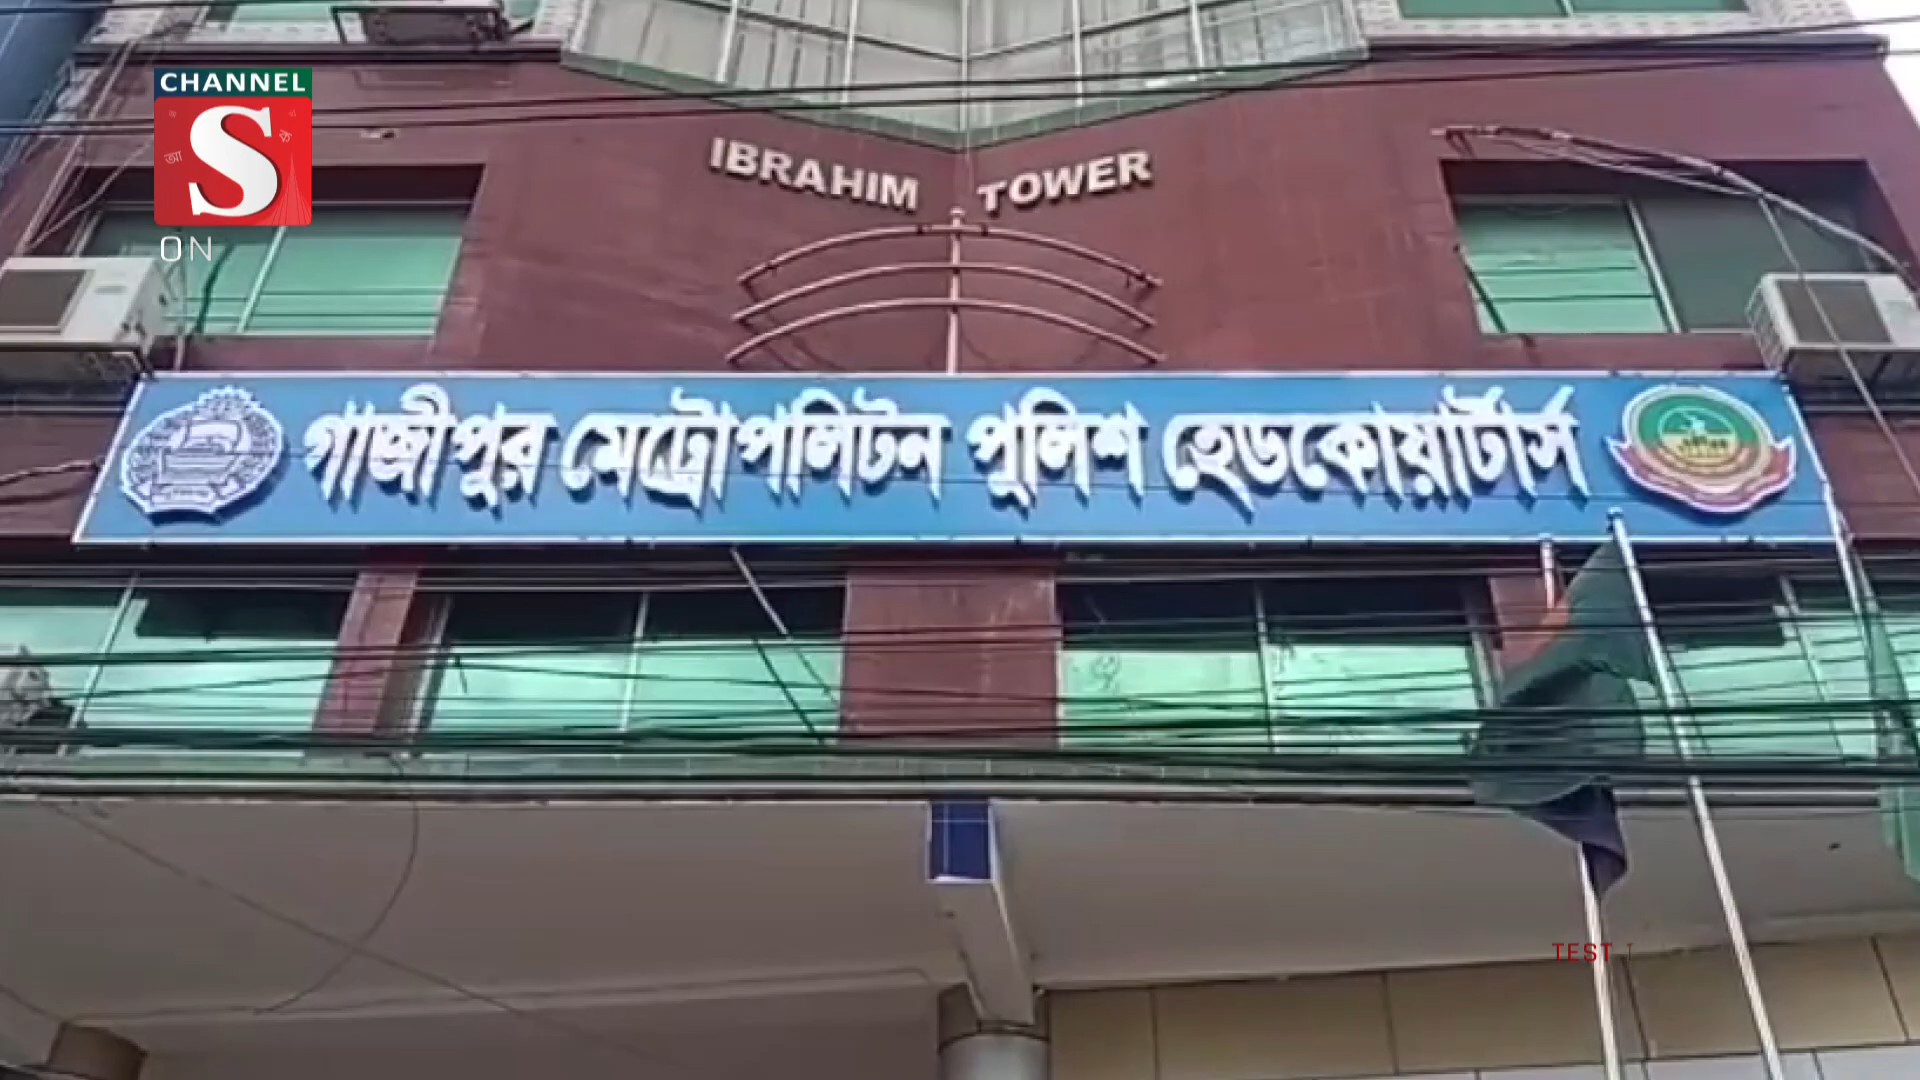 CHANNEL
S
ON
IBRAHIM TOWER
গাজীপুর মেট্রোপলিটন পুলিশ হেডকোয়ার্টার্স
TEST